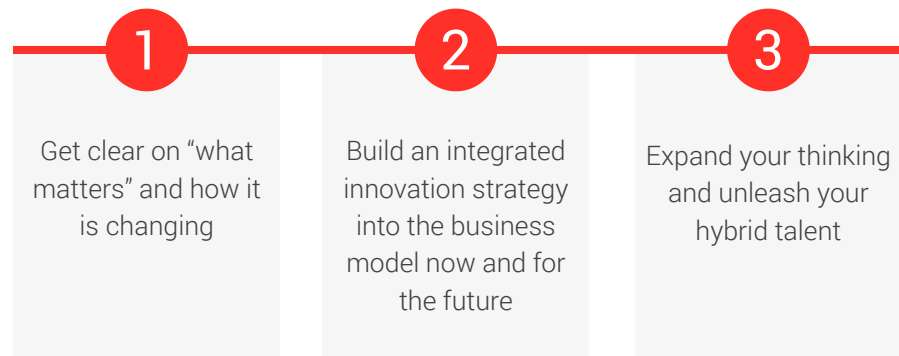 1
Get clear on “what
matters” and how it
is changing
2
Build an integrated
innovation strategy
into the business
model now and for
the future
3
Expand your thinking
and unleash your
hybrid talent